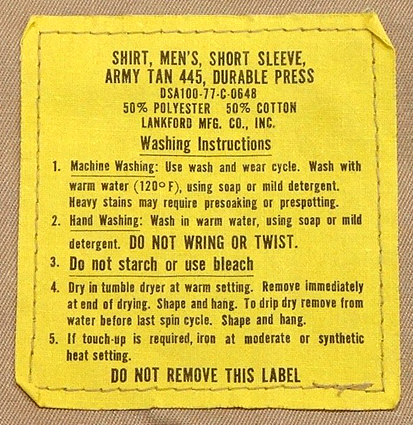 SHIRT, MEN'S, SHORT SLEEVE,
ARMY TAN 445, DURABLE PRESS
DSA100-77-C-0648
50% POLYESTER 50% COTTON
LANKFORD MFG. CO., INC.
Washing Instructions
1. Machine Washing: Use wash and wear cycle. Wash with
warm water (120°F), using soap or mild detergent.
Heavy stains may require presoaking or prespotting.
2. Hand Washing: Wash in warm water, using soap or mild
detergent. DO NOT WRING OR TWIST.
3. Do not starch or use bleach
4. Dry in tumble dryer at warm setting. Remove immediately
at end of drying. Shape and hang. To drip dry remove from
water before last spin cycle. Shape and hang.
5. If touch-up is required, iron at moderate or synthetic
heat setting.
DO NOT REMOVE THIS LABEL